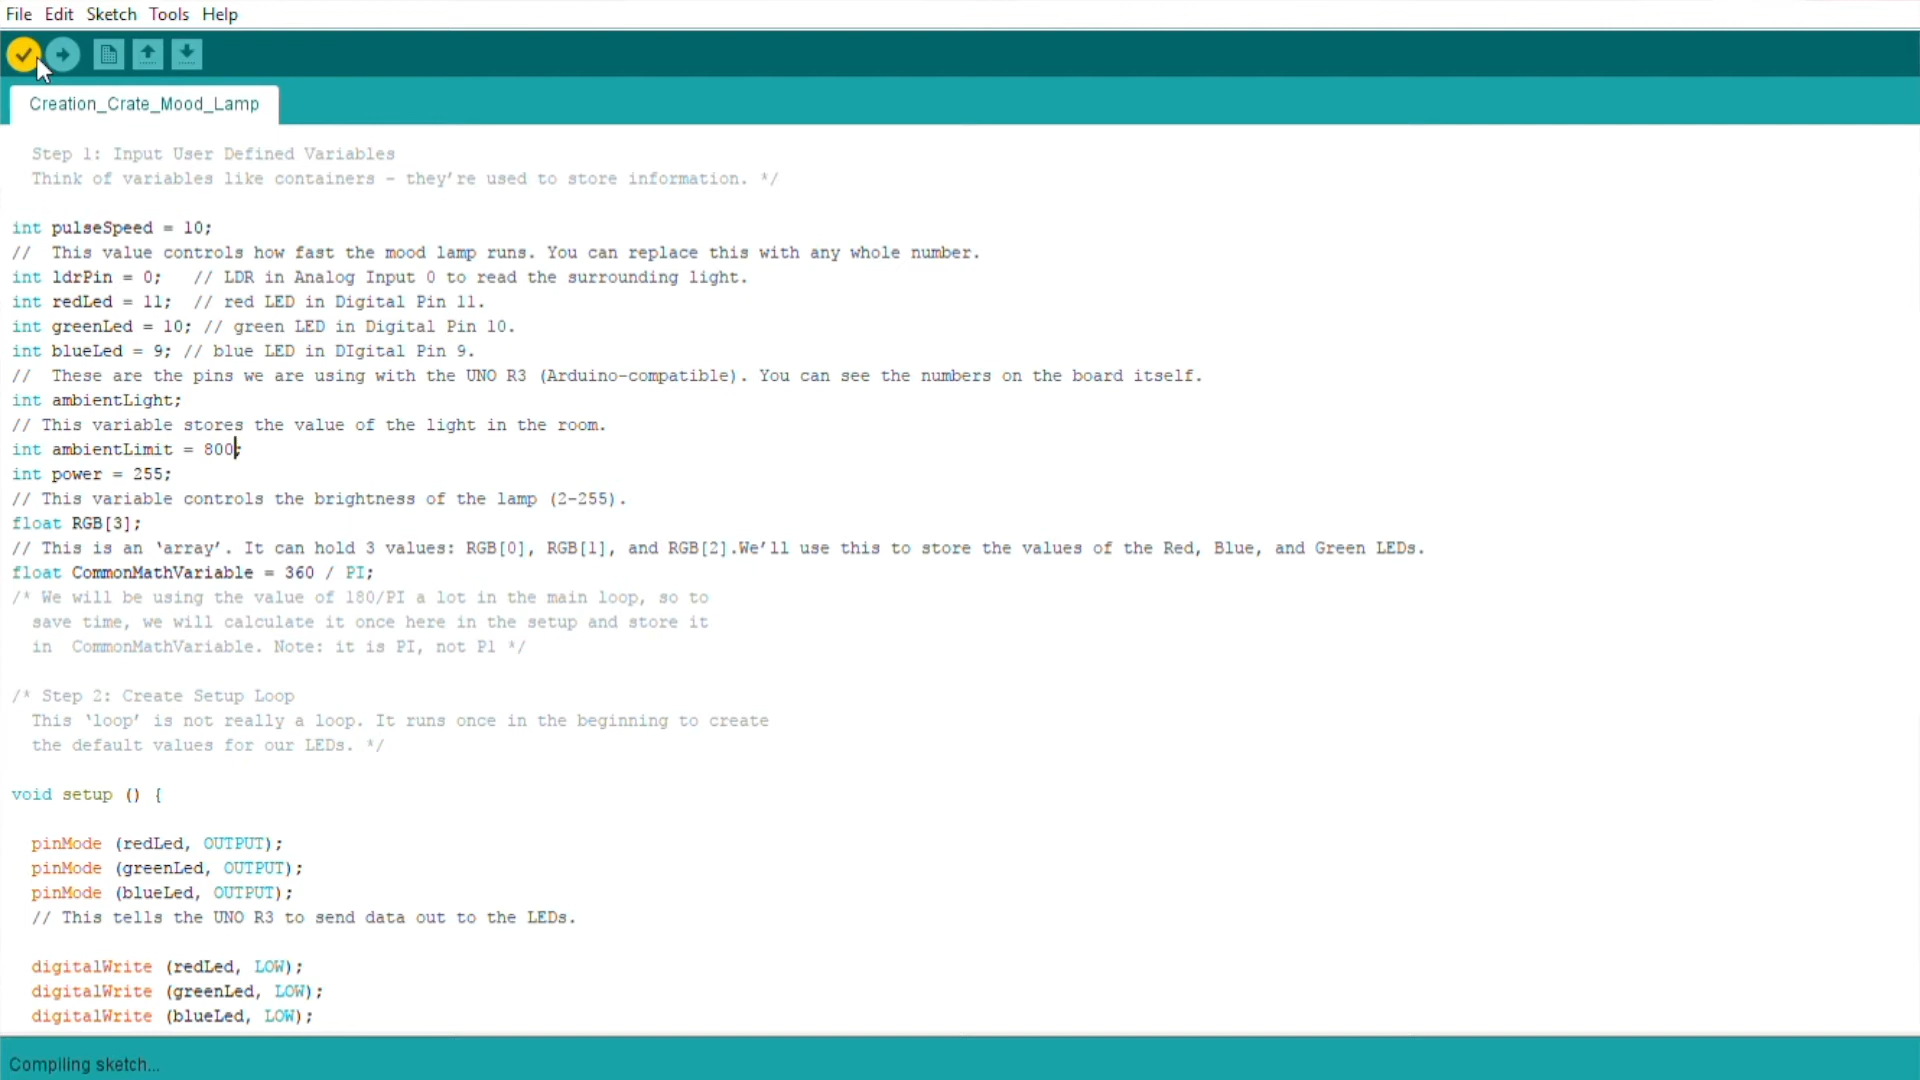 File Edit Sketch Tools Help
Creation_Crate_Mood_Lamp
Step 1: Input User Defined Variables
Think of variables like containers - they're used to store information. */
int pulseSpeed = 10;
//  This value controls how fast the mood lamp runs. You can replace this with any whole number.
int ldrPin = 0;   // LDR in Analog Input 0 to read the surrounding light.
int redLed = 11;  // red LED in Digital Pin 11.
int greenLed = 10; // green LED in Digital Pin 10.
int blueLed = 9; // blue LED in DIgital Pin 9.
//  These are the pins we are using with the UNO R3 (Arduino-compatible). You can see the numbers on the board itself.
int ambientLight;
// This variable stores the value of the light in the room.
int ambientLimit = 800;
int power = 255;
// This variable controls the brightness of the lamp (2-255).
float RGB[3];
// This is an ‘array’. It can hold 3 values: RGB[0], RGB[1], and RGB[2].We’ll use this to store the values of the Red, Blue, and Green LEDs.
float CommonMathVariable = 360 / PI;
/* We will be using the value of 180/PI a lot in the main loop, so to
save time, we will calculate it once here in the setup and store it
in  CommonMathVariable. Note: it is PI, not P1 */
/* Step 2: Create Setup Loop
This ‘loop’ is not really a loop. It runs once in the beginning to create
the default values for our LEDs. */
void setup () {
pinMode (redLed, OUTPUT);
pinMode (greenLed, OUTPUT);
pinMode (blueLed, OUTPUT);
// This tells the UNO R3 to send data out to the LEDs.
digitalWrite (redLed, LOW);
digitalWrite (greenLed, LOW);
digitalWrite (blueLed, LOW);
Compiling sketch...